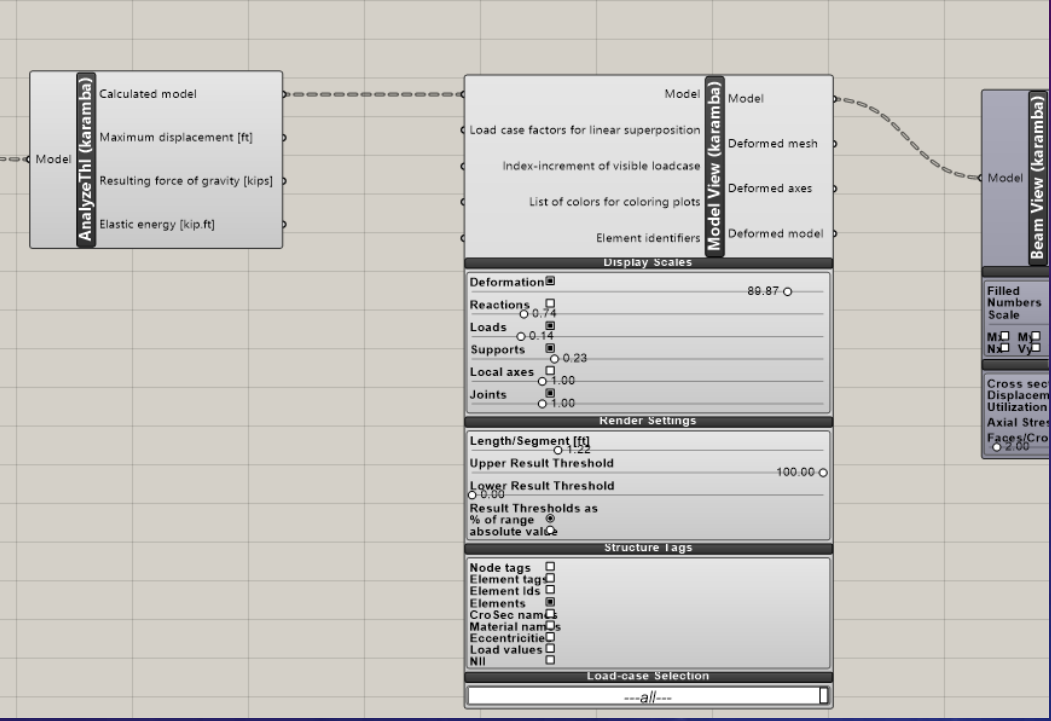 Model
AnalyzeThI (karamba)
Calculated model
Maximum displacement [ft]
Resulting force of gravity [kips]
Elastic energy [kip.ft]
Model
Load case factors for linear superposition
Index-increment of visible loadcase
List of colors for coloring plots
Element identifiers
Model View (karamba)
Model
Deformed mesh
Deformed axes
Deformed model
Display Scales
Deformation
89.87
Reactions
0.74
Loads
0.14
Supports
0.23
Local axes
1.00
Joints
1.00
Render Settings
Length/Segment [ft]
1.22
Upper Result Threshold
100.00
Lower Result Threshold
0.00
Result Thresholds as
% of range
absolute value
Structure Tags
Node tags
Element tags
Element Ids
Elements
CroSec names
Material names
Eccentricitie
Load values
NII
Load-case Selection
---all---
Model
Beam View (karamba)
Filled
Numbers
Scale
Mx My
Nx Vy
Cross sect
Displacem
Utilization
Axial Stres
Faces/Cro
2.00